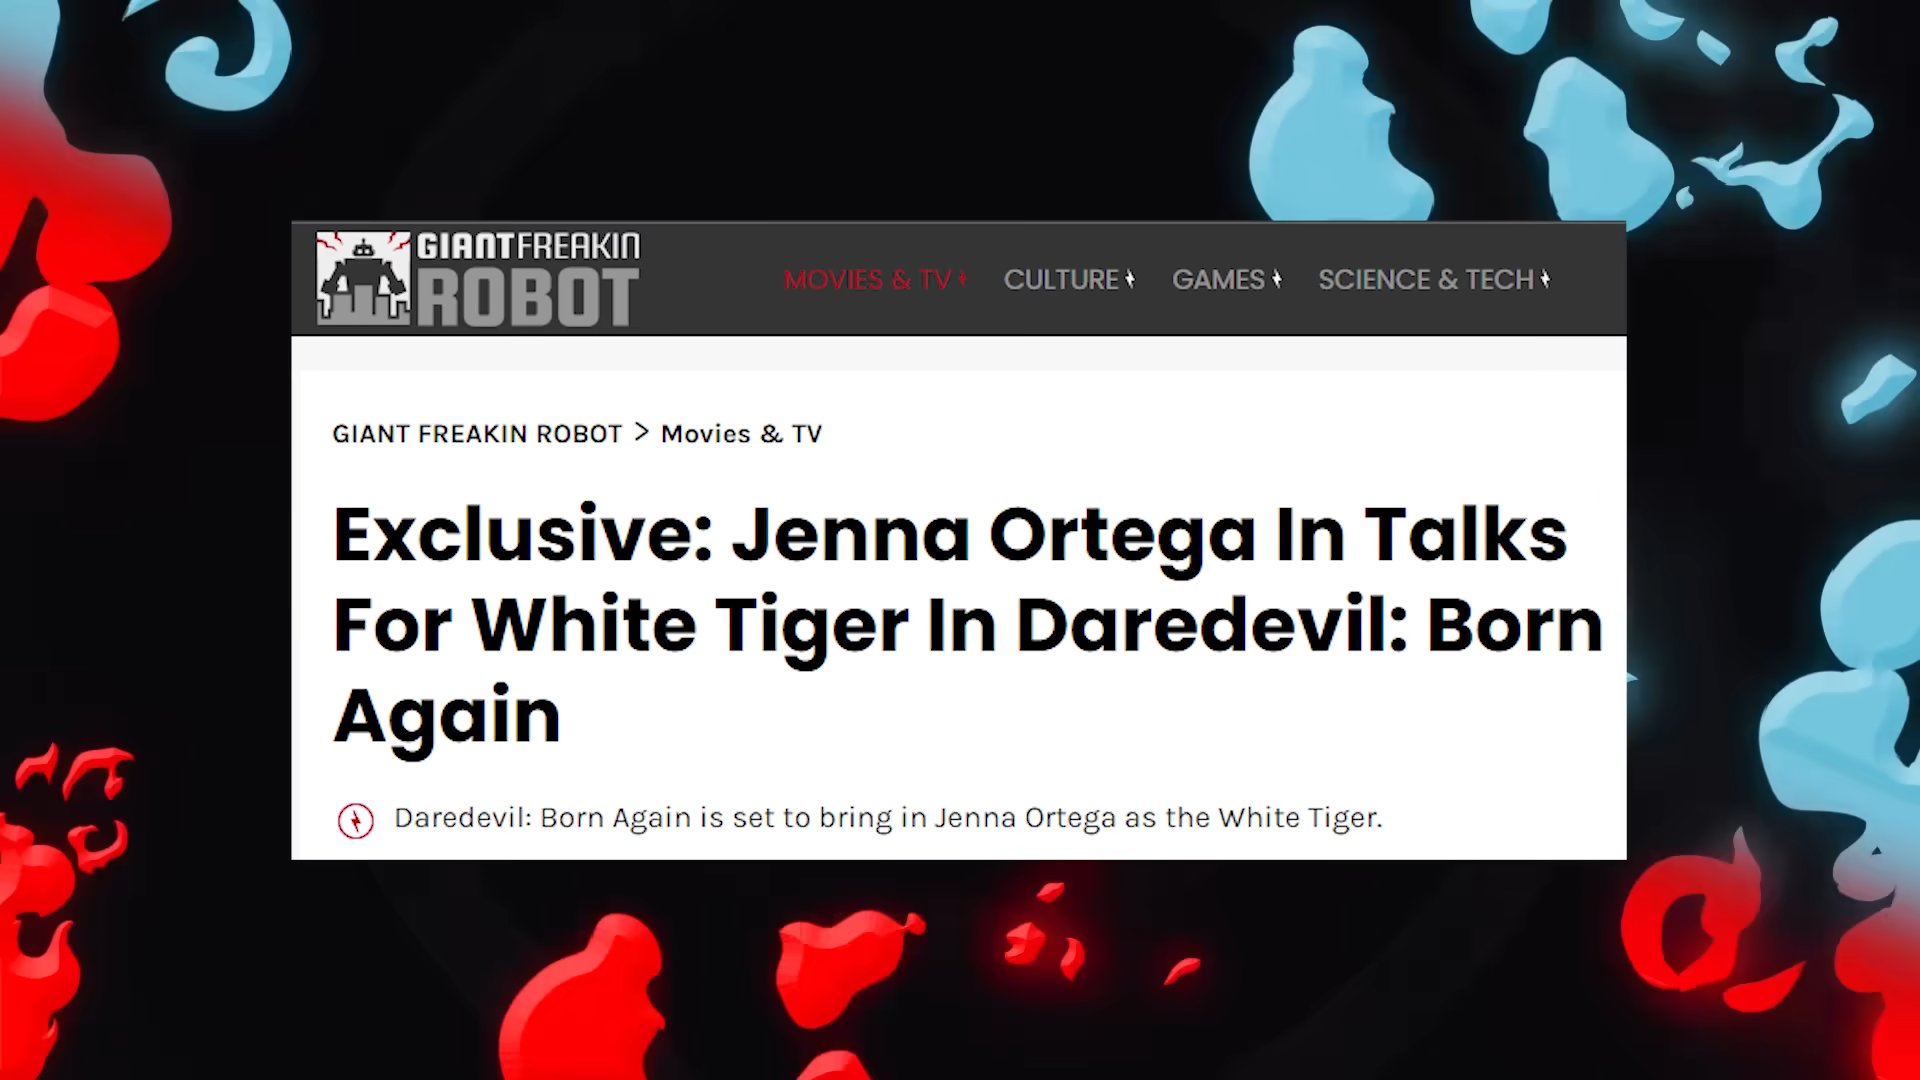 GIANTFREAKIN
ROBOT
MOVIES & TV CULTURE GAMES SCIENCE & TECH
GIANT FREAKIN ROBOT > Movies & TV
Exclusive: Jenna Ortega In Talks
For White Tiger In Daredevil: Born
Again
Daredevil: Born Again is set to bring in Jenna Ortega as the White Tiger.